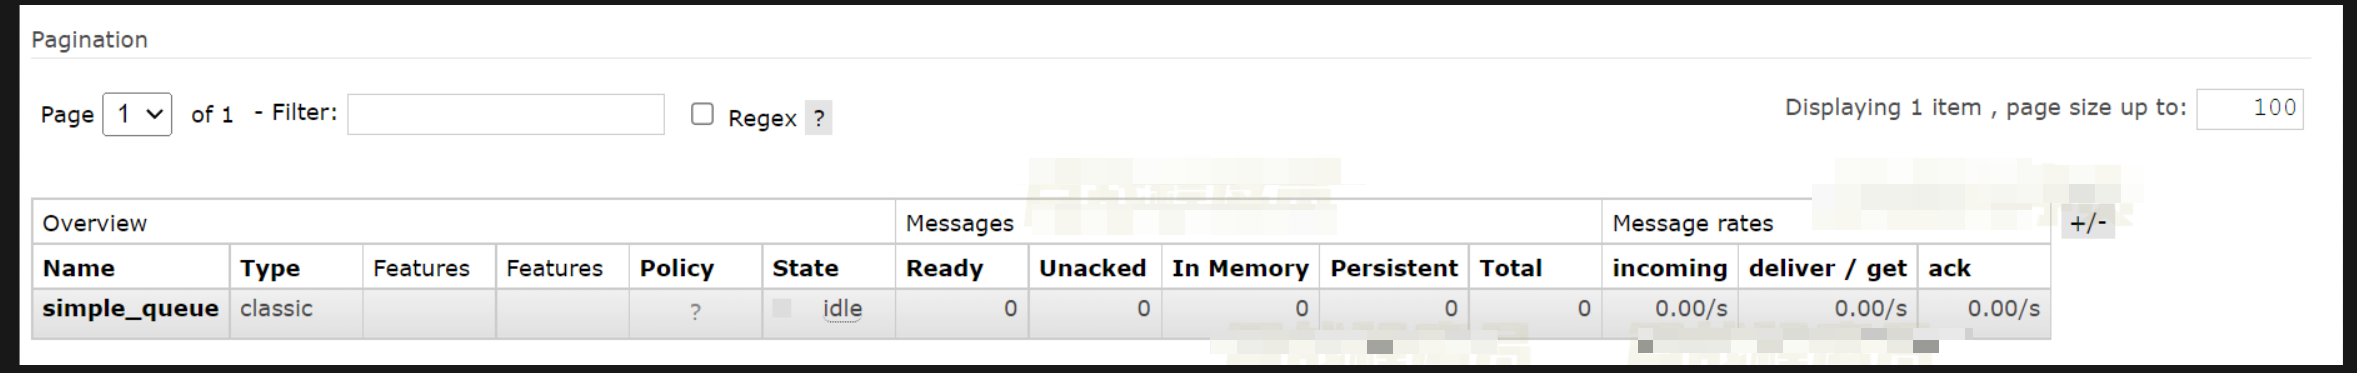 Pagination
Page 1 of 1 - Filter: Regex ? Displaying 1 item , page size up to: 100
Overview Messages Message rates +/-
Name Type Features Features Policy State Ready Unacked In Memory Persistent Total incoming deliver / get ack
simple_queue classic ? idle 0 0 0 0 0 0.00/s 0.00/s 0.00/s